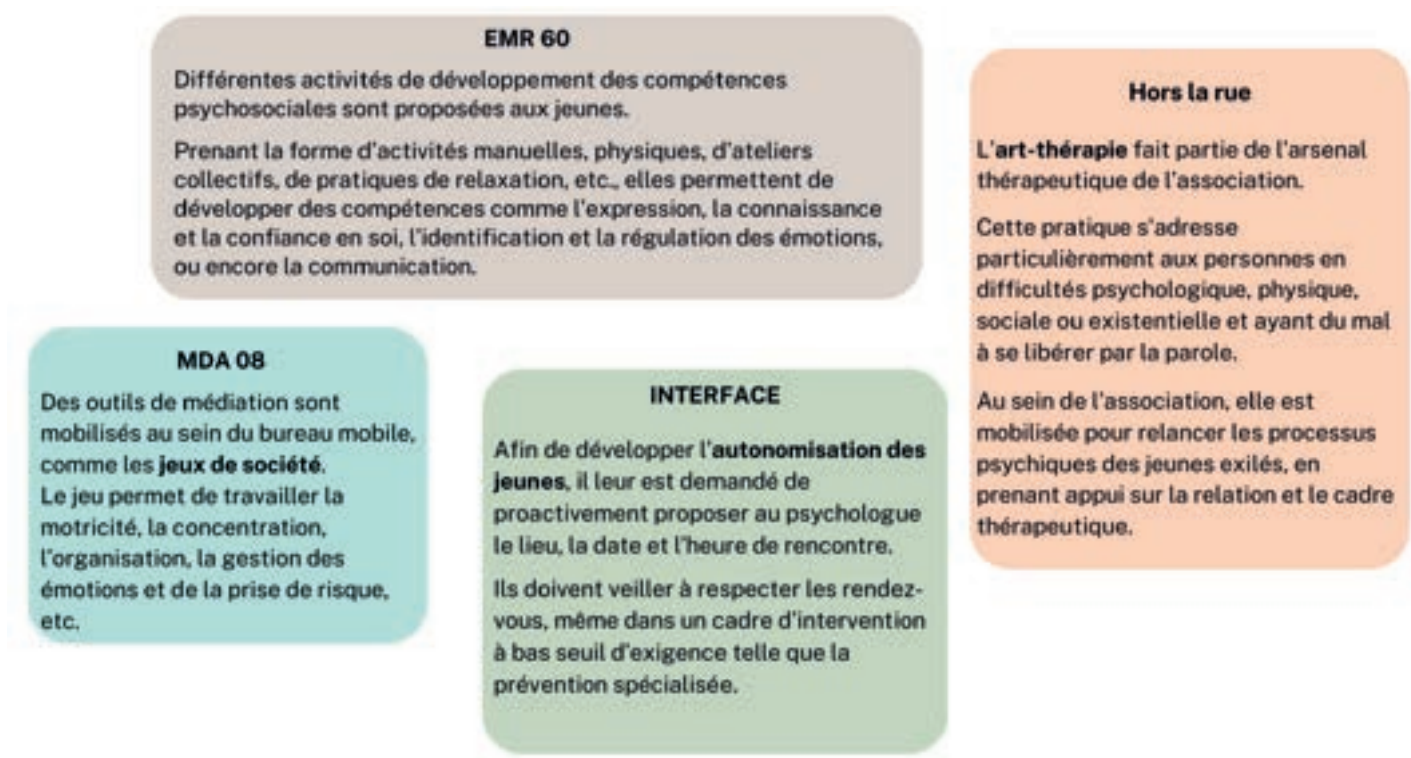 EMR 60
Différentes activités de développement des compétences
psychosociales sont proposées aux jeunes.
Prenant la forme d'activités manuelles, physiques, d'ateliers
collectifs, de pratiques de relaxation, etc., elles permettent de
développer des compétences comme l'expression, la connaissance
et la confiance en soi, l'identification et la régulation des émotions,
ou encore la communication.
Hors la rue
L'art-thérapie fait partie de l'arsenal
thérapeutique de l'association.
Cette pratique s'adresse
particulièrement aux personnes en
difficultés psychologique, physique,
sociale ou existentielle et ayant du mal
à se libérer par la parole.
Au sein de l'association, elle est
mobilisée pour relancer les processus
psychiques des jeunes exilés, en
prenant appui sur la relation et le cadre
thérapeutique.
MDA 08
Des outils de médiation sont
mobilisés au sein du bureau mobile,
comme les jeux de société.
Le jeu permet de travailler la
motricité, la concentration,
l'organisation, la gestion des
émotions et de la prise de risque,
etc.
INTERFACE
Afin de développer l'autonomisation des
jeunes, il leur est demandé de
proactivement proposer au psychologue
le lieu, la date et l'heure de rencontre.
Ils doivent veiller à respecter les rendez-
vous, même dans un cadre d'intervention
à bas seuil d'exigence telle que la
prévention spécialisée.